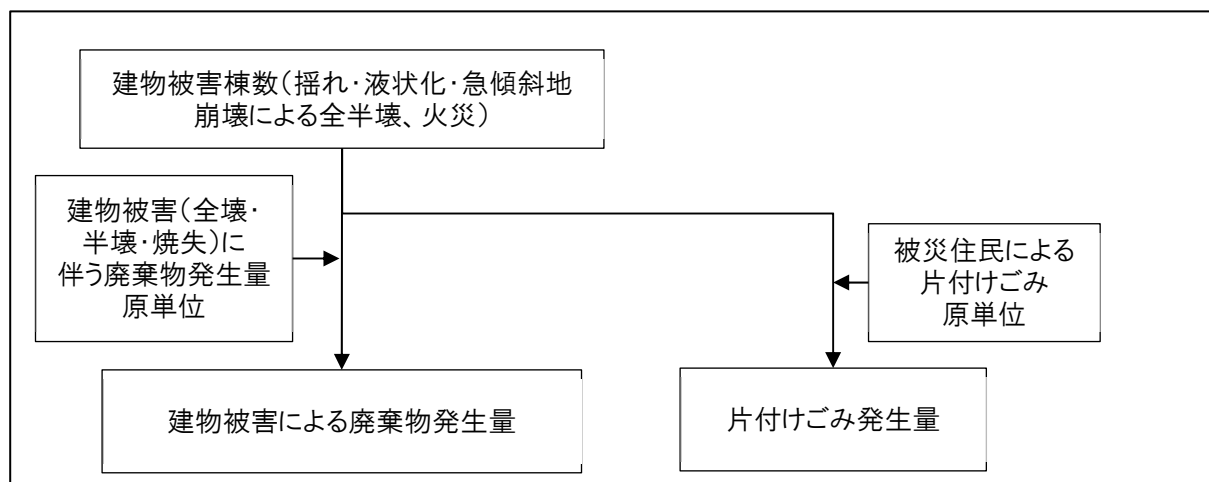 建物被害棟数(揺れ・液状化・急傾斜地
崩壊による全半壊、火災)
建物被害(全壊・
半壊・焼失)に
伴う廃棄物発生量
原単位
被災住民による
片付けごみ
原単位
建物被害による廃棄物発生量
片付けごみ発生量